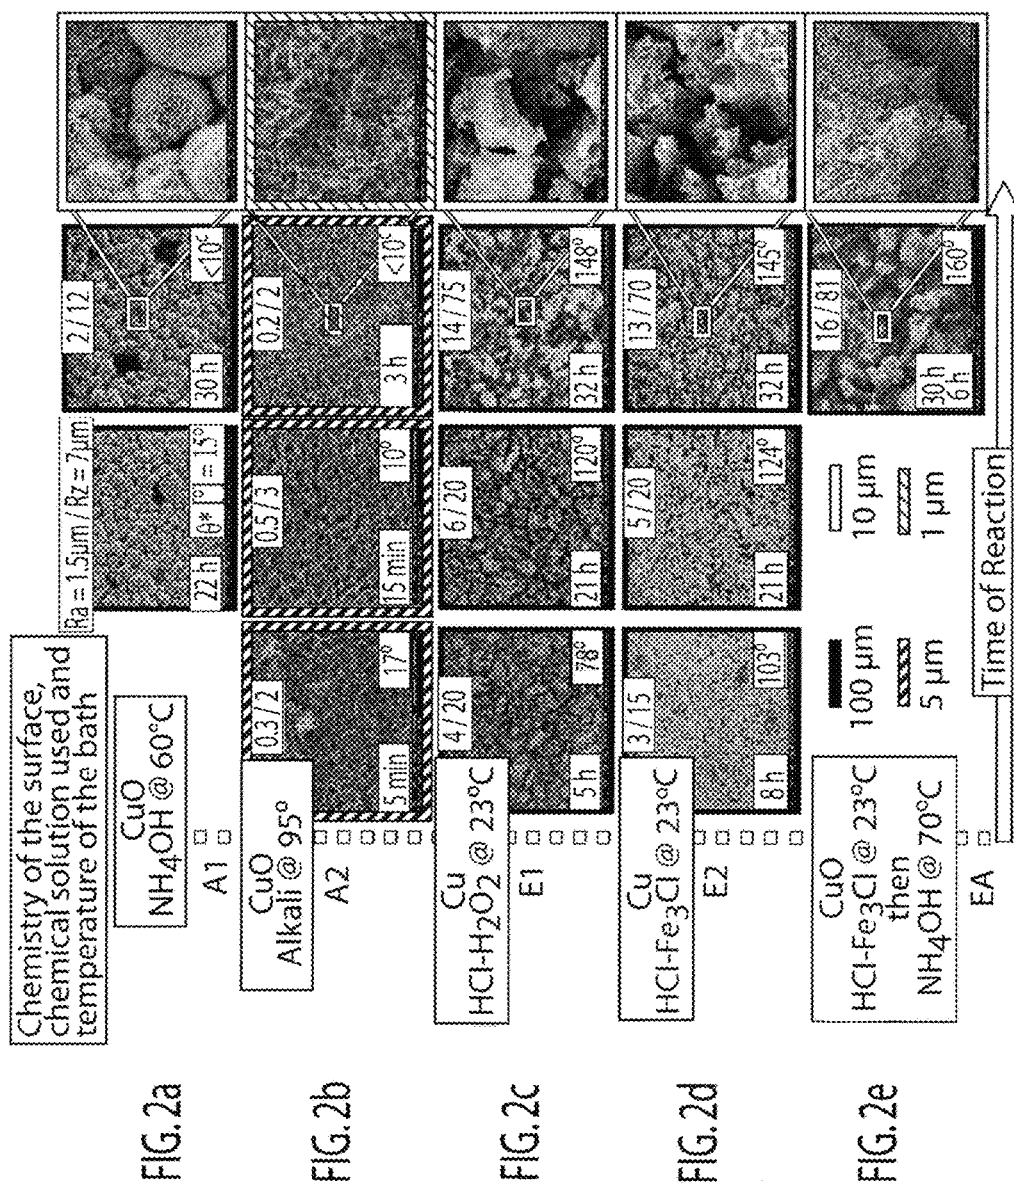 Chemistry of the surface,
chemical solution used and
temperature of the bath
Ra = 1.5µm / Rz = 7µm
FIG. 2a
CuO
NH4OH @ 60°C
A1
22 h
θ* [°] = 15°
2 / 12
30 h
<10°
FIG. 2b
CuO
Alkali @ 95°
A2
0.3 / 2
5 min
17°
0.5 / 3
15 min
10°
0.2 / 2
3 h
<10°
FIG. 2c
Cu
HCl-H2O2 @ 23°C
E1
4 / 20
5 h
78°
6 / 20
21 h
120°
14 / 75
32 h
148°
FIG. 2d
Cu
HCl-Fe3Cl @ 23°C
E2
3 / 15
8 h
103°
5 / 20
21 h
124°
13 / 70
32 h
145°
FIG. 2e
CuO
HCl-Fe3Cl @ 23°C
then
NH4OH @ 70°C
EA
16 / 81
30 h
6 h
160°
100 µm
10 µm
5 µm
1 µm
Time of Reaction